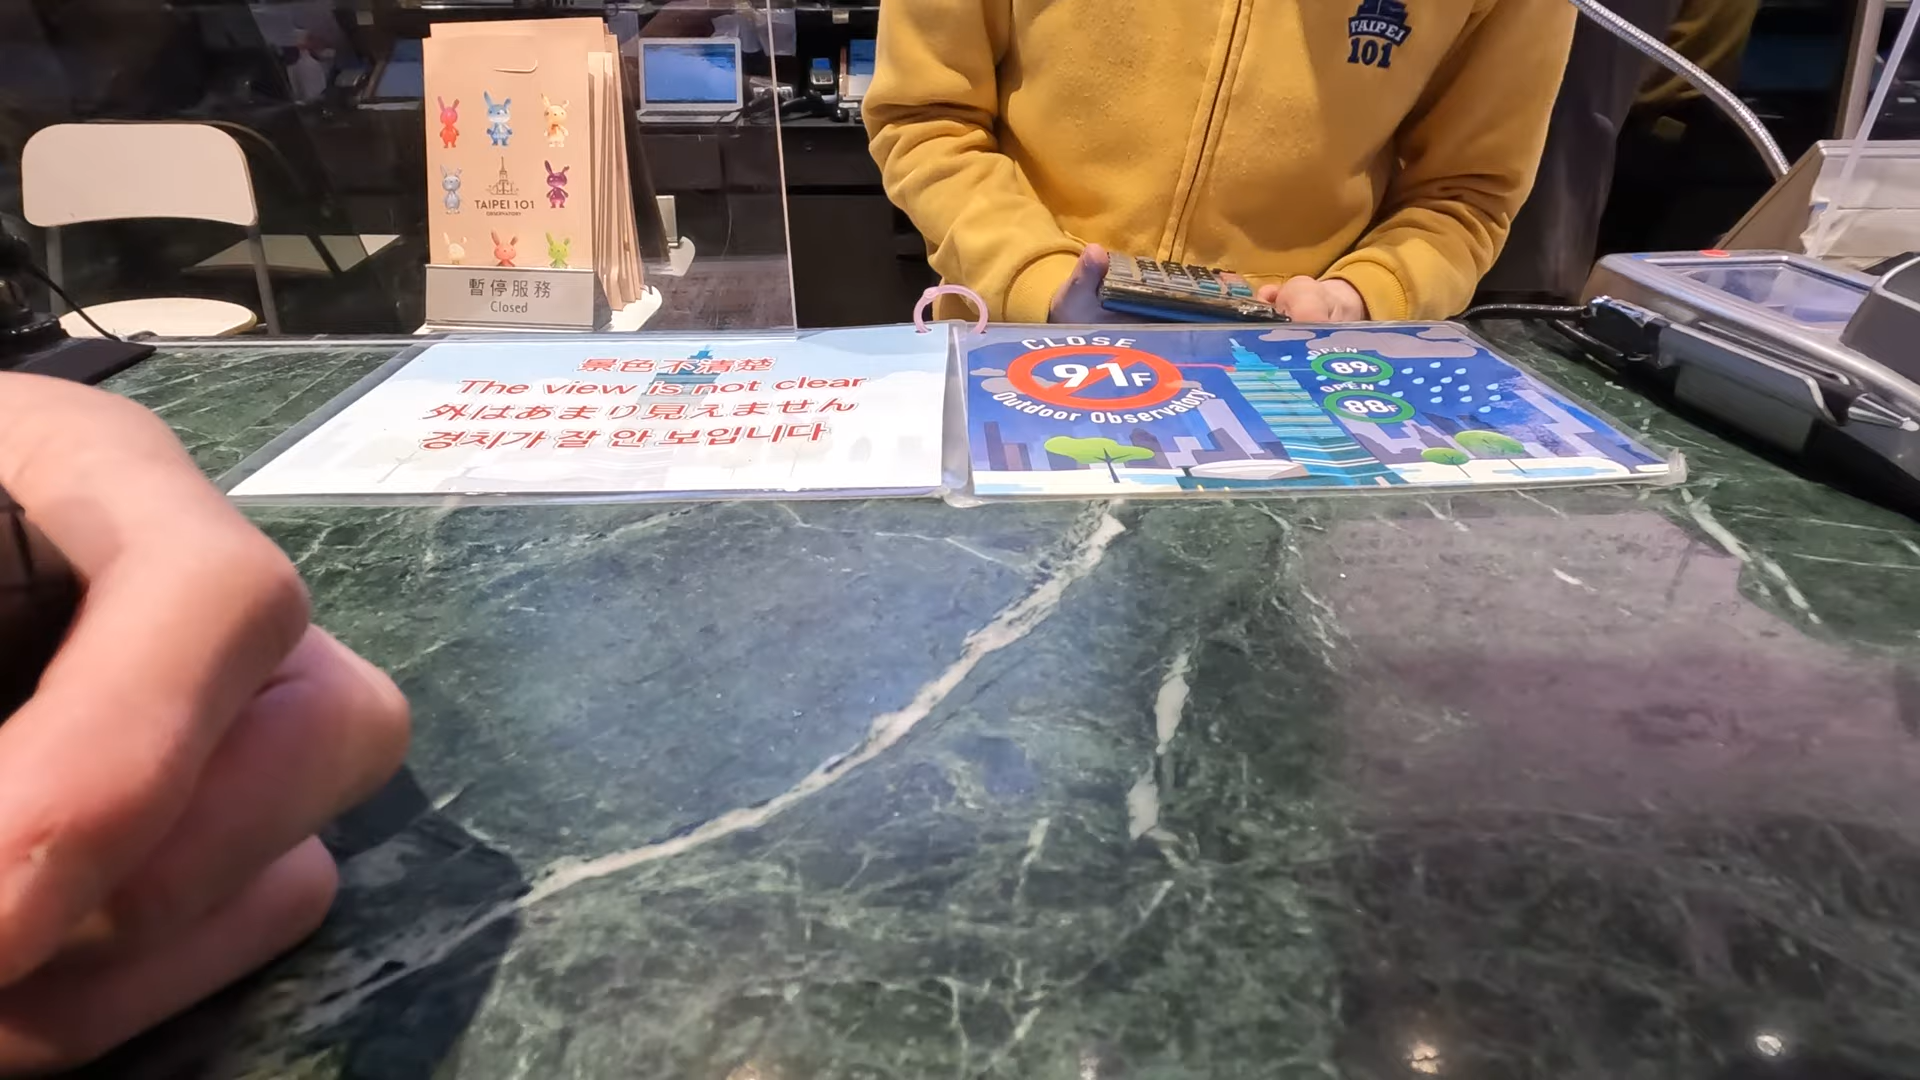 TAIPEI
101
TAIPEI 101
OBSERVATORY
暫停服務
Closed
景色不清楚
The view is not clear
外はあまり見えません
경치가 잘 안 보입니다
CLOSE
91F
Outdoor Observatory
OPEN
89F
OPEN
88F